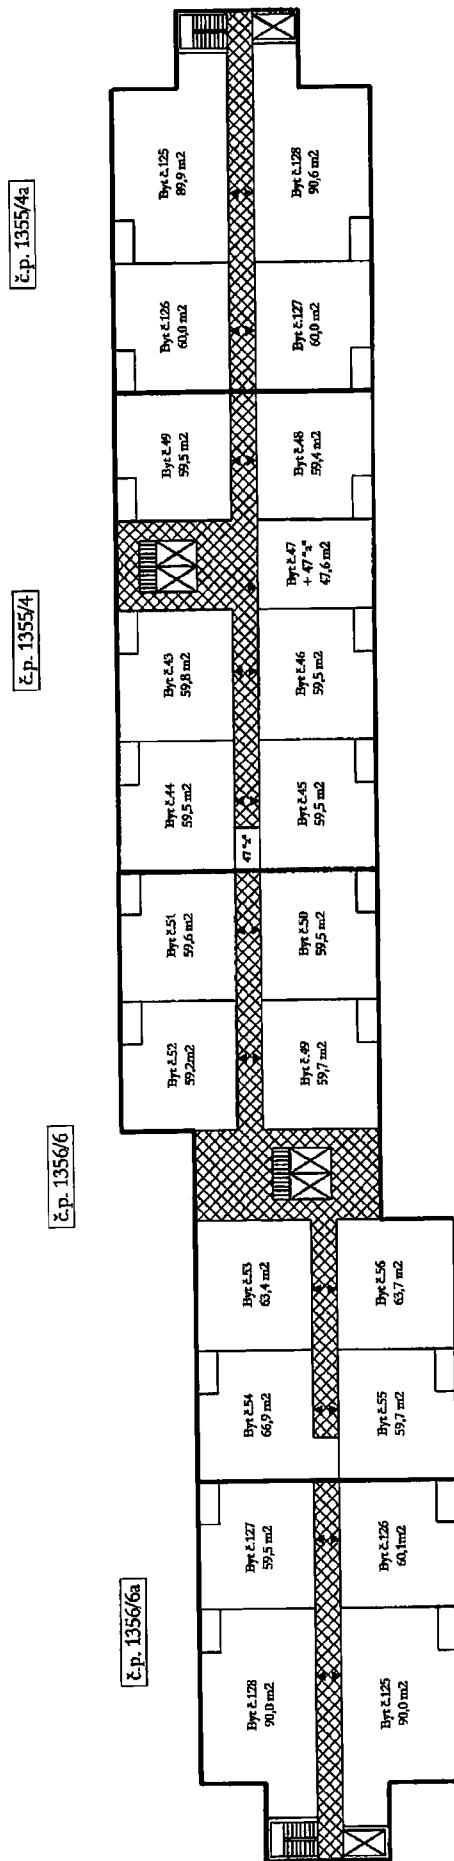 č.p. 1356/6a
č.p. 1356/6
č.p. 1355/4
č.p. 1355/4a
Byt č.128
90,0 m2
Byt č.127
59,5 m2
Byt č.54
66,9 m2
Byt č.53
63,4 m2
Byt č.52
59,2m2
Byt č.51
59,6 m2
Byt č.44
59,5 m2
Byt č.43
59,8 m2
Byt č.49
59,5 m2
Byt č.126
60,0 m2
Byt č.125
89,9 m2
47 "a"
Byt č.125
90,0 m2
Byt č.126
60,1m2
Byt č.55
59,7 m2
Byt č.56
63,7 m2
Byt č.49
59,7 m2
Byt č.50
59,5 m2
Byt č.45
59,5 m2
Byt č.46
59,5 m2
Byt č.47
+ 47 "a"
47,6 m2
Byt č.48
59,4 m2
Byt č.127
60,0 m2
Byt č.128
90,6 m2